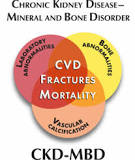 CHRONIC KIDNEY DISEASE–
MINERAL AND BONE DISORDER
LABORATORY
ABNORMALITIES
BONE
ABNORMALITIES
CVD
FRACTURES
MORTALITY
VASCULAR
CALCIFICATION
CKD-MBD